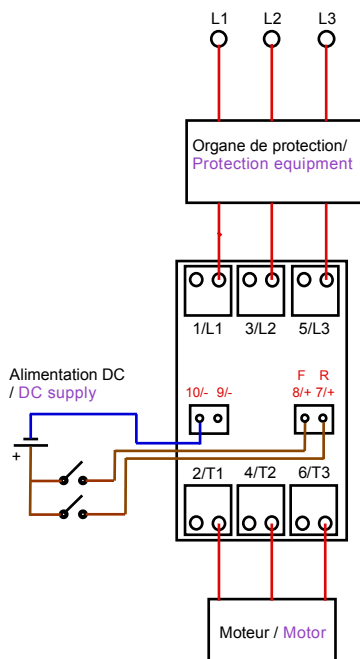 L1 L2 L3
Organe de protection/
Protection equipment
1/L1 3/L2 5/L3
Alimentation DC
/ DC supply
F R
10/- 9/- 8/+ 7/+
+
2/T1 4/T2 6/T3
Moteur / Motor